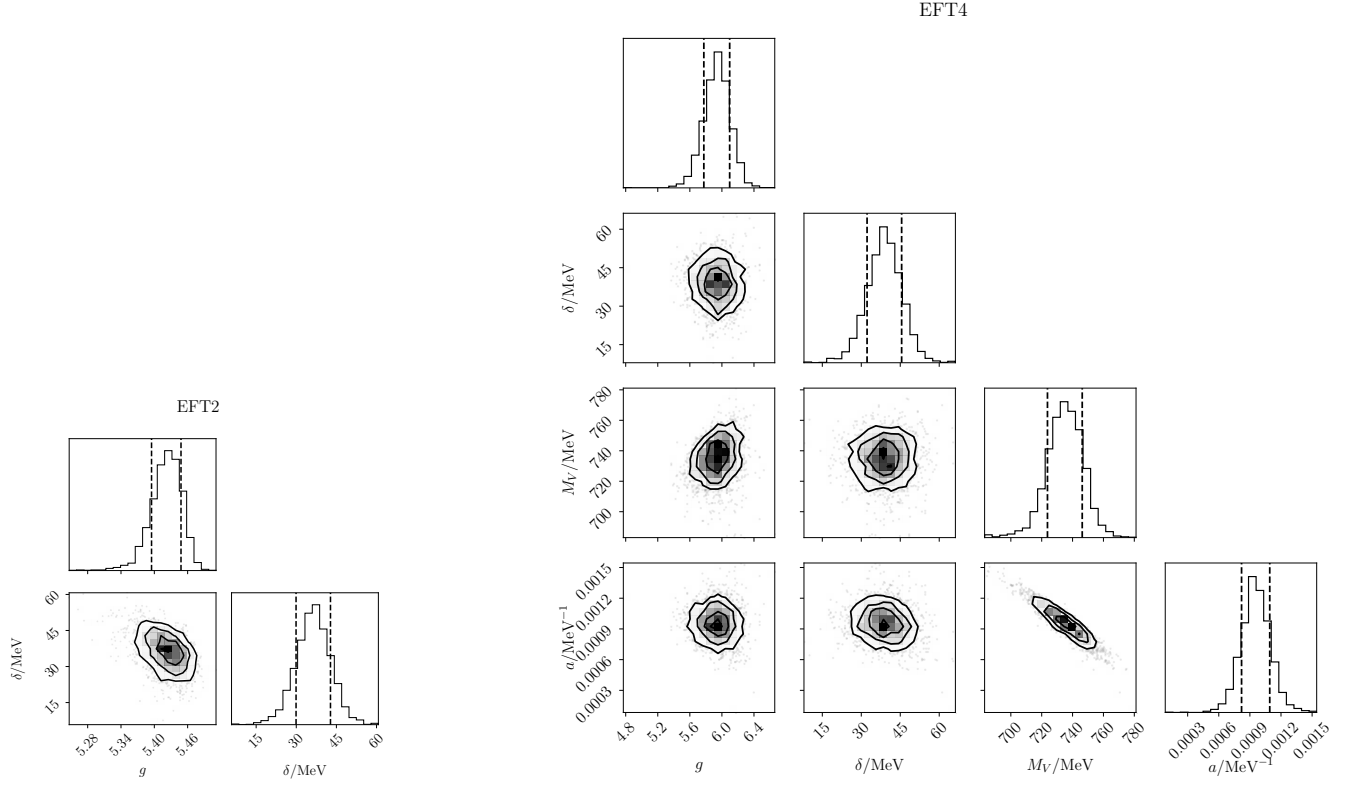 EFT4
60
45
30
15
δ/MeV
780
760
740
720
700
M_V/MeV
0.0015
0.0012
0.0009
0.0006
0.0003
a/MeV⁻¹
4.8 5.2 5.6 6.0 6.4
15 30 45 60
700 720 740 760 780
0.0003 0.0006 0.0009 0.0012 0.0015
g δ/MeV M_V/MeV a/MeV⁻¹
EFT2
60
45
30
15
δ/MeV
5.28 5.34 5.40 5.46
15 30 45 60
g δ/MeV